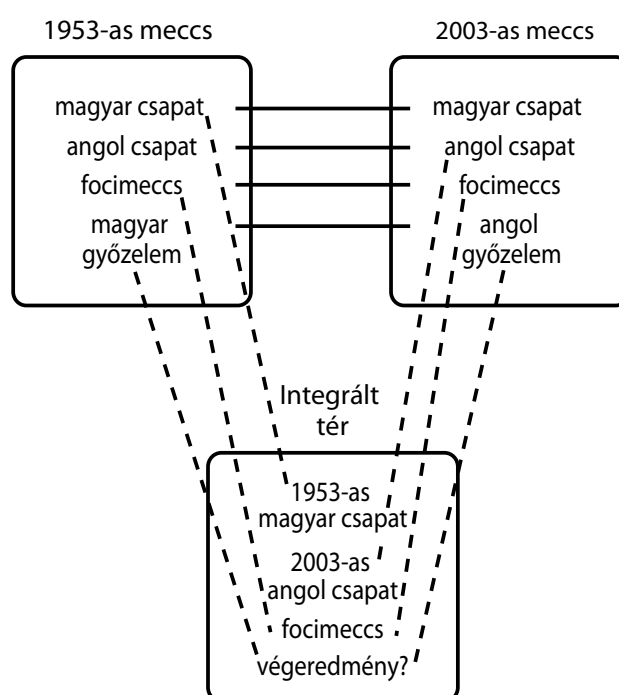 1953-as meccs
magyar csapat
angol csapat
focimeccs
magyar
győzelem
2003-as meccs
magyar csapat
angol csapat
focimeccs
angol
győzelem
Integrált
tér
1953-as
magyar csapat
2003-as
angol csapat
focimeccs
végeredmény?